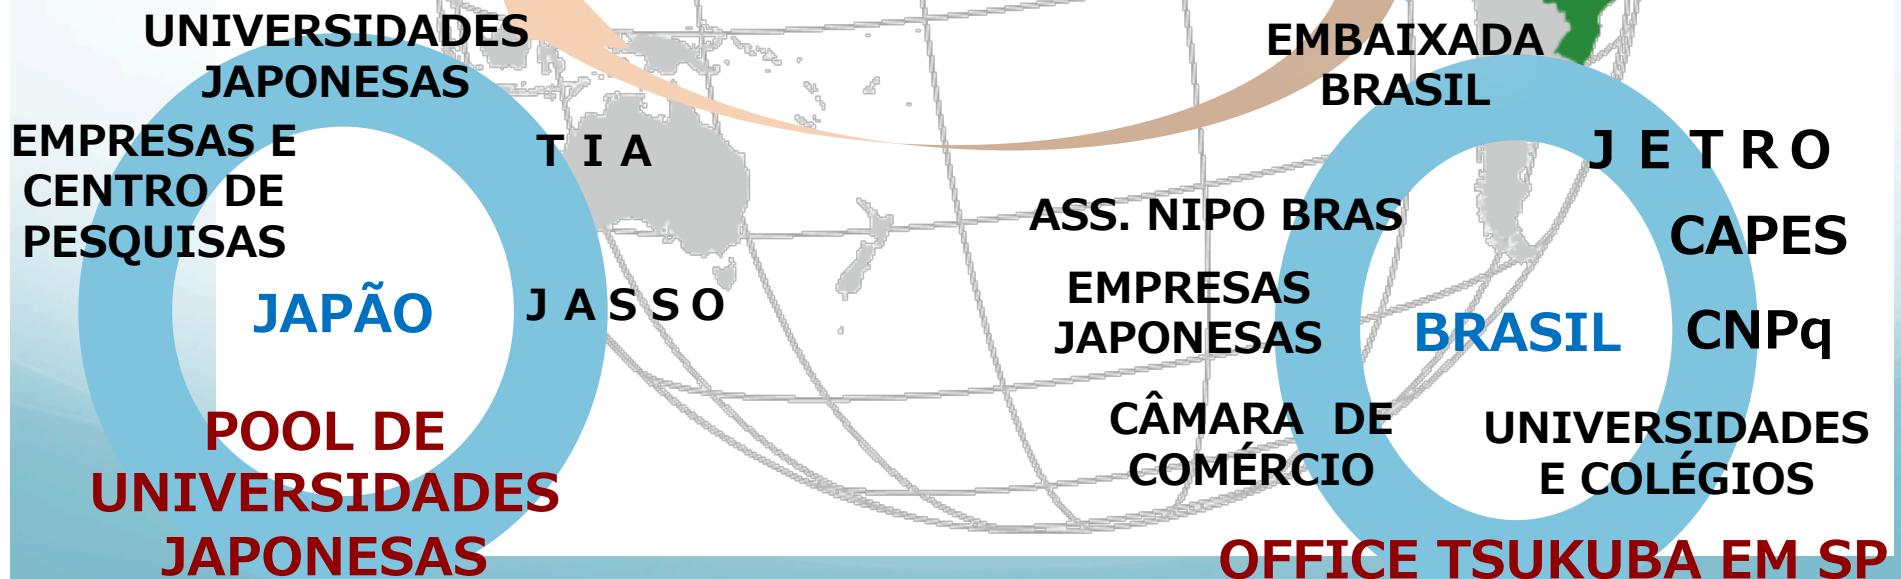 UNIVERSIDADES
JAPONESAS
EMPRESAS E
CENTRO DE
PESQUISAS
T I A
JAPÃO
J A S S O
POOL DE
UNIVERSIDADES
JAPONESAS
EMBAIXADA
BRASIL
J E T R O
ASS. NIPO BRAS
CAPES
EMPRESAS
JAPONESAS
BRASIL
CNPq
CÂMARA DE
COMÉRCIO
UNIVERSIDADES
E COLÉGIOS
OFFICE TSUKUBA EM SP